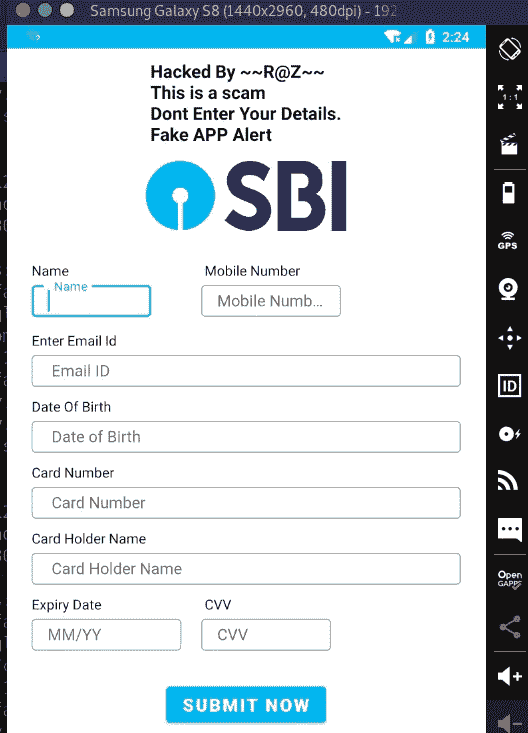 Samsung Galaxy S8 (1440x2960, 480dpi) - 192
2:24
Hacked By ~~R@Z~~
This is a scam
Dont Enter Your Details.
Fake APP Alert
SBI
Name Mobile Number
Name Mobile Numb...
Enter Email Id
Email ID
Date Of Birth
Date of Birth
Card Number
Card Number
Card Holder Name
Card Holder Name
Expiry Date CVV
MM/YY CVV
SUBMIT NOW
1:1
GPS
ID
Open
GAPPS